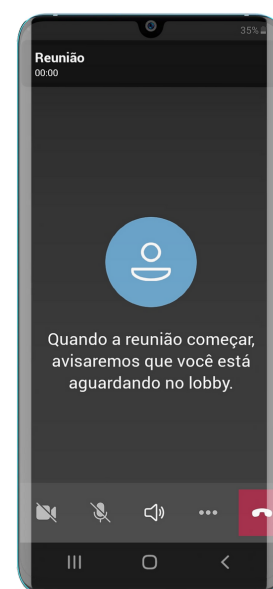 35%
Reunião
00:00
Quando a reunião começar,
avisaremos que você está
aguardando no lobby.